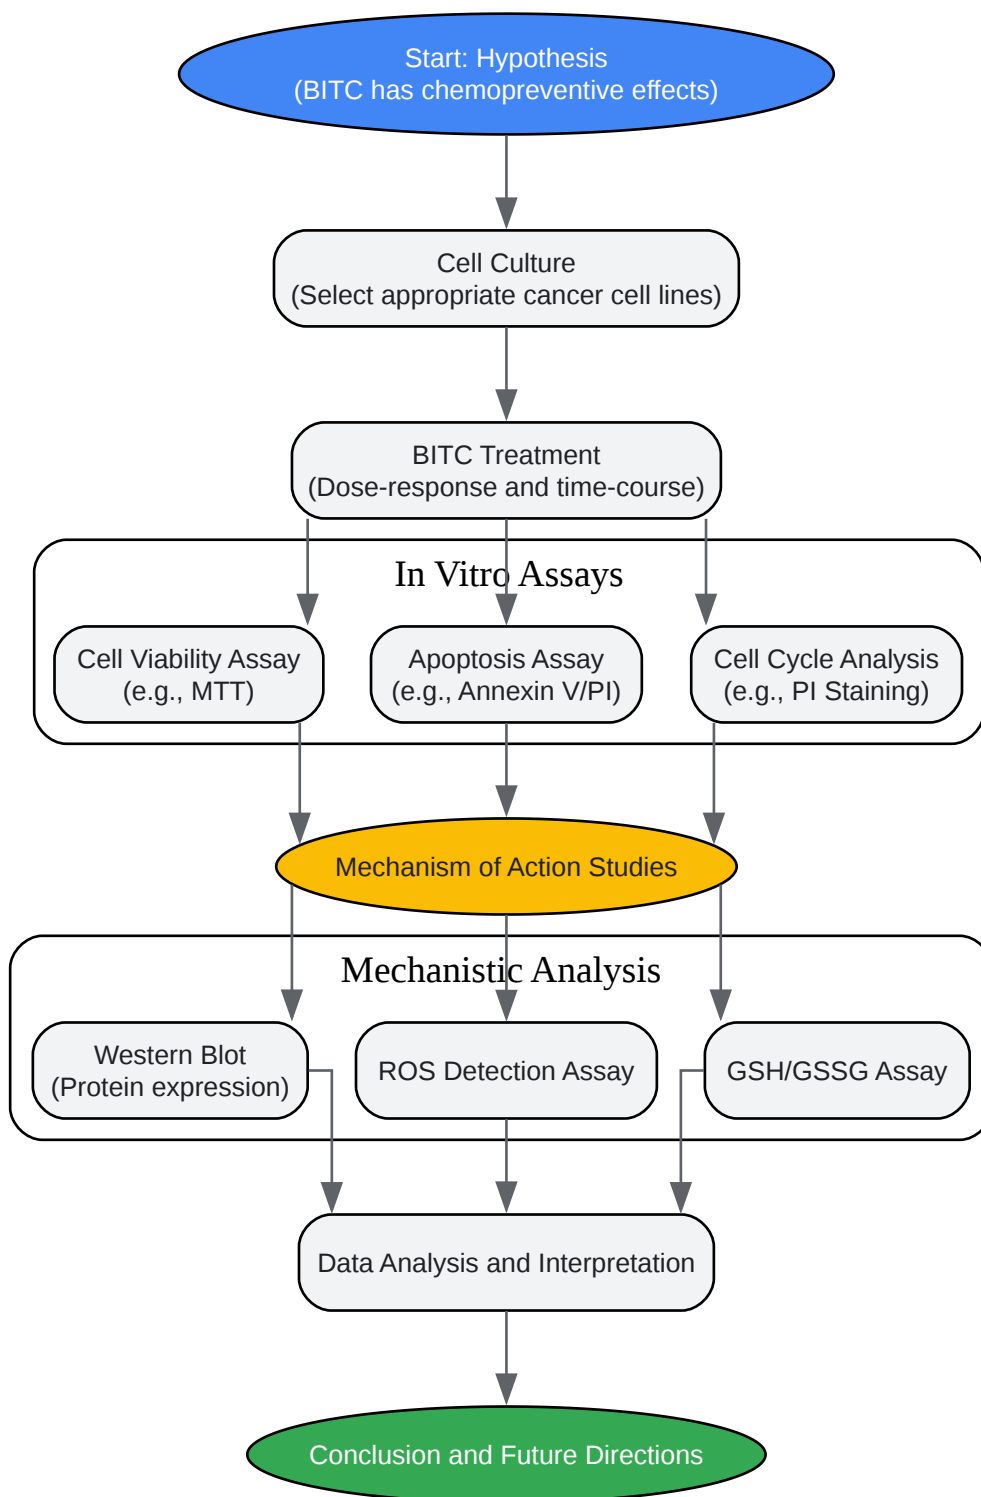 Start: Hypothesis
(BITC has chemopreventive effects)
Cell Culture
(Select appropriate cancer cell lines)
BITC Treatment
(Dose-response and time-course)
In Vitro Assays
Cell Viability Assay
(e.g., MTT)
Apoptosis Assay
(e.g., Annexin V/PI)
Cell Cycle Analysis
(e.g., PI Staining)
Mechanism of Action Studies
Mechanistic Analysis
Western Blot
(Protein expression)
ROS Detection Assay
GSH/GSSG Assay
Data Analysis and Interpretation
Conclusion and Future Directions